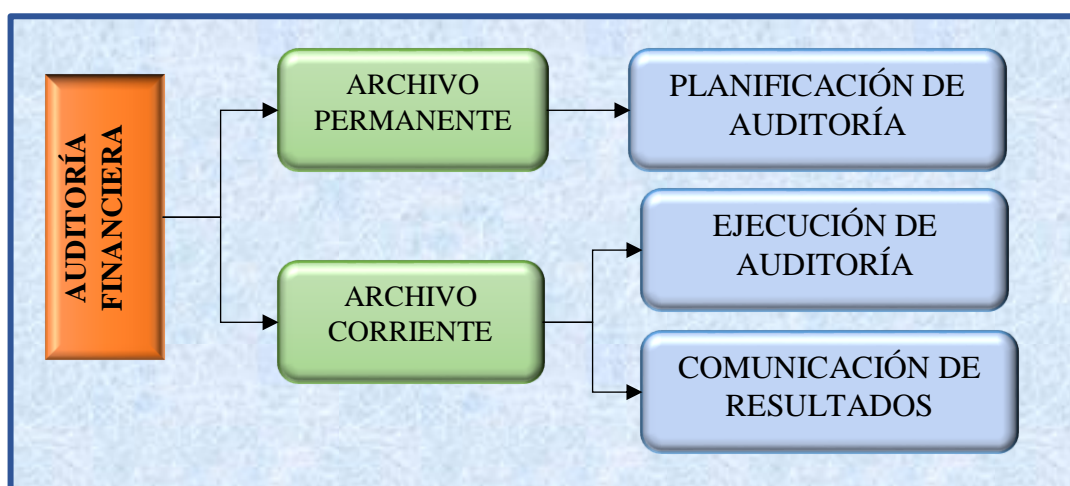 AUDITORÍA
FINANCIERA
ARCHIVO
PERMANENTE
PLANIFICACIÓN DE
AUDITORÍA
ARCHIVO
CORRIENTE
EJECUCIÓN DE
AUDITORÍA
COMUNICACIÓN DE
RESULTADOS